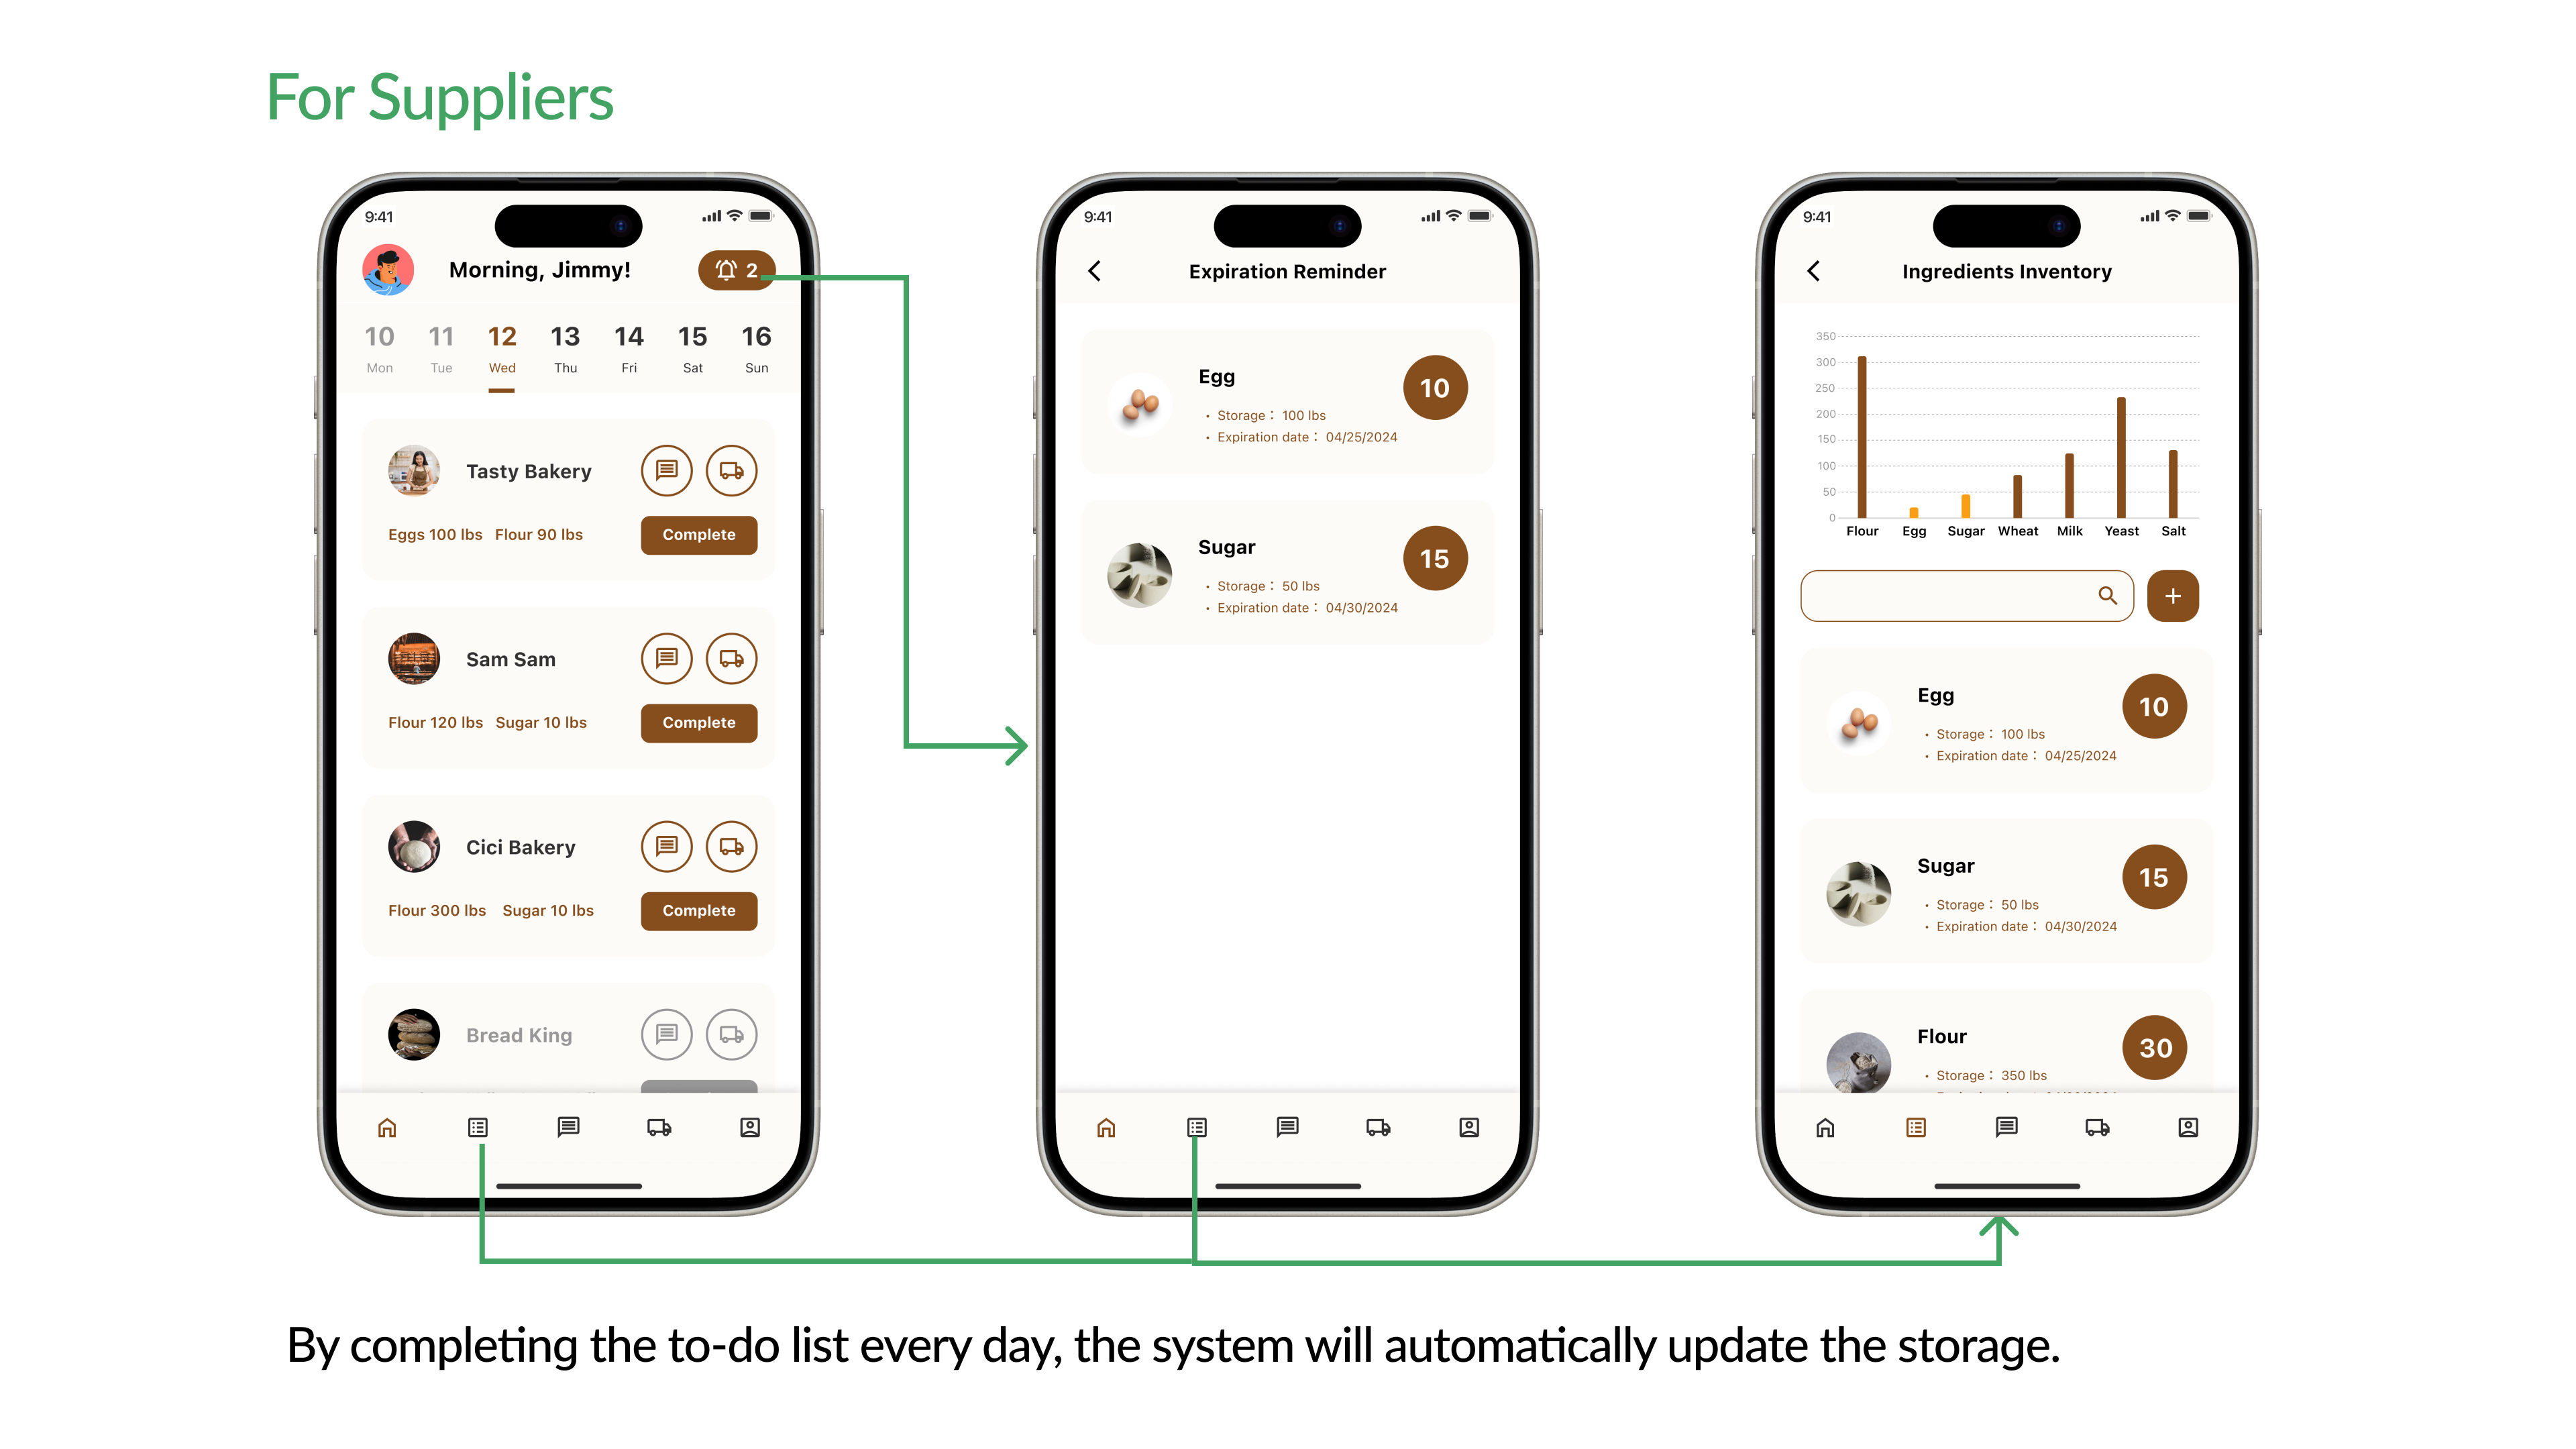 For Suppliers
9:41
Morning, Jimmy!
2
10 11 12 13 14 15 16
Mon Tue Wed Thu Fri Sat Sun
Tasty Bakery
Eggs 100 lbs Flour 90 lbs
Complete
Sam Sam
Flour 120 lbs Sugar 10 lbs
Complete
Cici Bakery
Flour 300 lbs Sugar 10 lbs
Complete
Bread King
9:41
Expiration Reminder
Egg
10
• Storage： 100 lbs
• Expiration date： 04/25/2024
Sugar
15
• Storage： 50 lbs
• Expiration date： 04/30/2024
9:41
Ingredients Inventory
350
300
250
200
150
100
50
0
Flour Egg Sugar Wheat Milk Yeast Salt
Egg
10
• Storage： 100 lbs
• Expiration date： 04/25/2024
Sugar
15
• Storage： 50 lbs
• Expiration date： 04/30/2024
Flour
30
• Storage： 350 lbs
By completing the to-do list every day, the system will automatically update the storage.